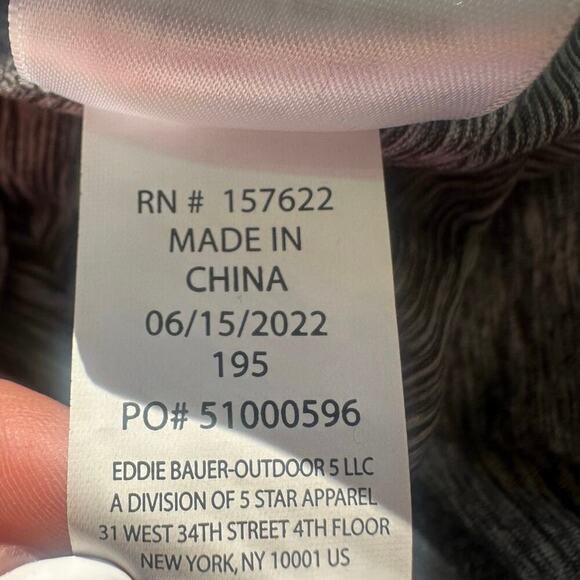 RN # 157622
MADE IN
CHINA
06/15/2022
195
PO# 51000596
EDDIE BAUER-OUTDOOR 5 LLC
A DIVISION OF 5 STAR APPAREL
31 WEST 34TH STREET 4TH FLOOR
NEW YORK, NY 10001 US